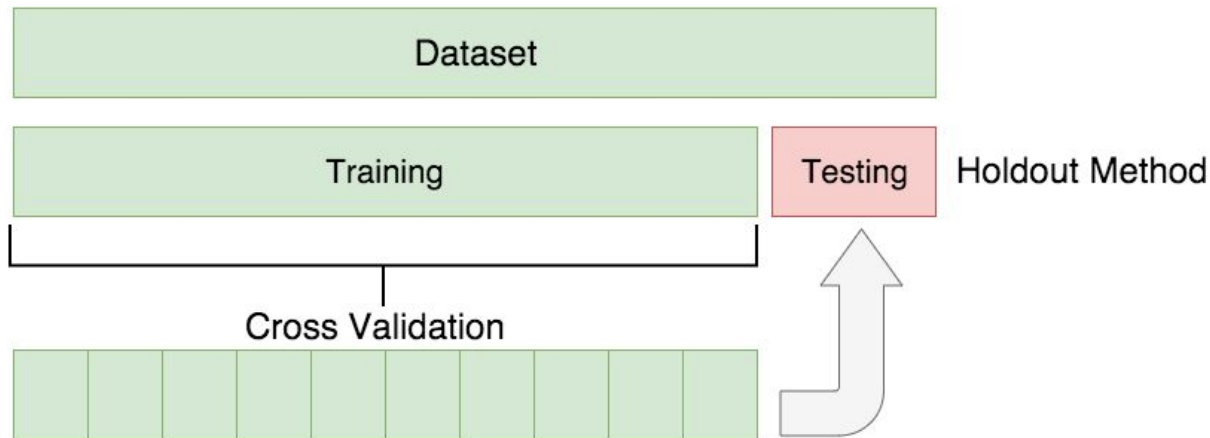 Dataset
Training
Testing
Holdout Method
Cross Validation